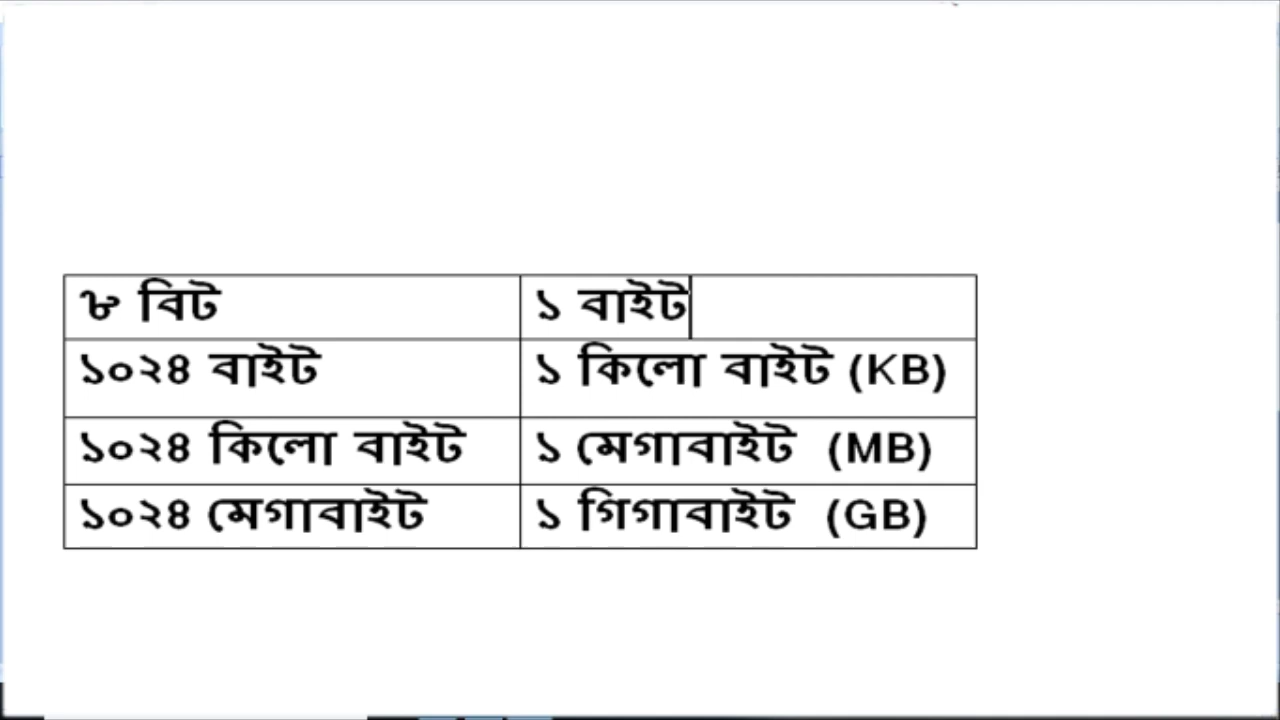 ৮ বিট ১ বাইট
১০২৪ বাইট ১ কিলো বাইট (KB)
১০২৪ কিলো বাইট ১ মেগাবাইট (MB)
১০২৪ মেগাবাইট ১ গিগাবাইট (GB)